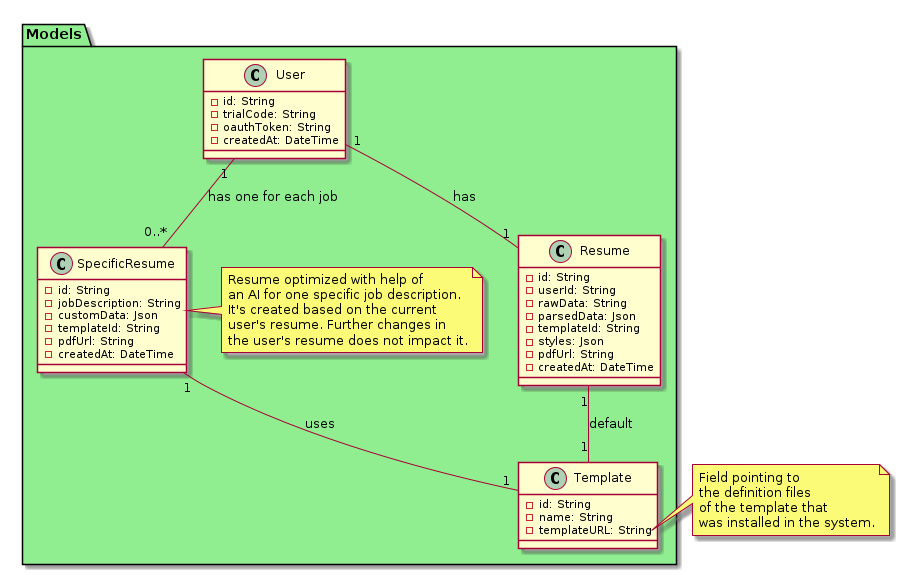 Models
C User
id: String
trialCode: String
oauthToken: String
createdAt: DateTime
1
1
has one for each job
has
0..*
1
C SpecificResume
id: String
jobDescription: String
customData: Json
templateId: String
pdfUrl: String
createdAt: DateTime
Resume optimized with help of
an AI for one specific job description.
It's created based on the current
user's resume. Further changes in
the user's resume does not impact it.
C Resume
id: String
userId: String
rawData: String
parsedData: Json
templateId: String
styles: Json
pdfUrl: String
createdAt: DateTime
1
1
uses
default
1
1
C Template
id: String
name: String
templateURL: String
Field pointing to
the definition files
of the template that
was installed in the system.